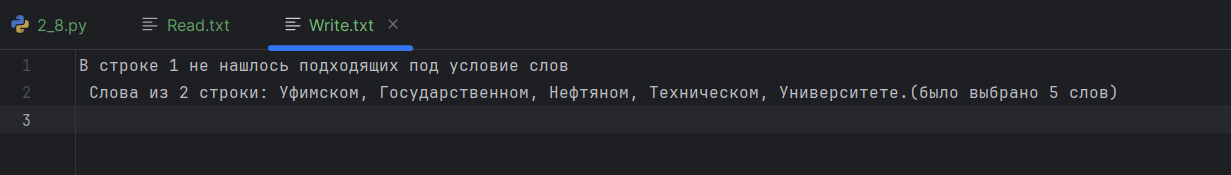 2_8.py Read.txt Write.txt
1 В строке 1 не нашлось подходящих под условие слов
2 Слова из 2 строки: Уфимском, Государственном, Нефтяном, Техническом, Университете.(было выбрано 5 слов)
3